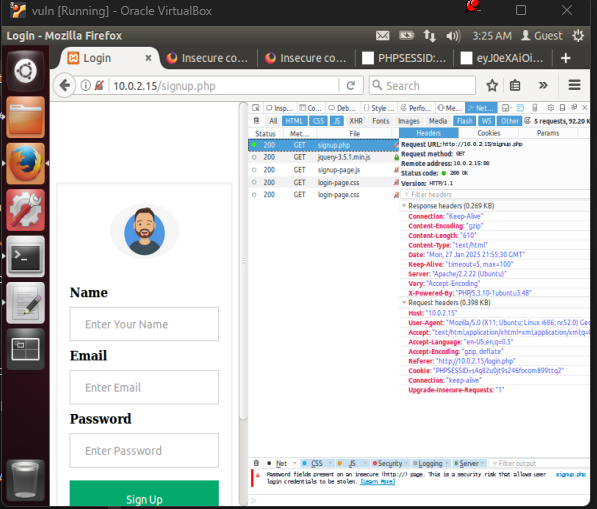 vuln [Running] - Oracle VirtualBox
Login - Mozilla Firefox
3:25 AM
Guest
Login
Insecure co...
Insecure co...
PHPSESSID:...
eyJ0eXAiOi...
10.0.2.15/signup.php
Search
Insp...
Co...
Deb...
Style ...
Perfo...
Me...
Net...
All
HTML
CSS
JS
XHR
Fonts
Images
Media
Flash
WS
Other
5 requests, 92.20 K
Status
Met...
File
Headers
Cookies
Params
200 GET signup.php
200 GET jquery-3.5.1.min.js
200 GET signup-page.js
200 GET login-page.css
200 GET login-page.css
Request URL: http://10.0.2.15/signup.php
Request method: GET
Remote address: 10.0.2.15:80
Status code: 200 OK
Version: HTTP/1.1
Filter headers
Response headers (0.269 KB)
Connection: "Keep-Alive"
Content-Encoding: "gzip"
Content-Length: "610"
Content-Type: "text/html"
Date: "Mon, 27 Jan 2025 21:55:30 GMT"
Keep-Alive: "timeout=5, max=100"
Server: "Apache/2.2.22 (Ubuntu)"
Vary: "Accept-Encoding"
X-Powered-By: "PHP/5.3.10-1ubuntu3.48"
Request headers (0.398 KB)
Host: "10.0.2.15"
User-Agent: "Mozilla/5.0 (X11; Ubuntu; Linux i686; rv:52.0) Gec
Accept: "text/html,application/xhtml+xml,application/xml;q=0
Accept-Language: "en-US,en;q=0.5"
Accept-Encoding: "gzip, deflate"
Referer: "http://10.0.2.15/login.php"
Connection: "keep-alive"
Upgrade-Insecure-Requests: "1"
Name
Enter Your Name
Email
Enter Email
Password
Enter Password
Sign Up
Net
CSS
JS
Security
Logging
Server
Filter output
Password fields present on an insecure (http://) page. This is a security risk that allows user
login credentials to be stolen. [Learn More]
signup.php